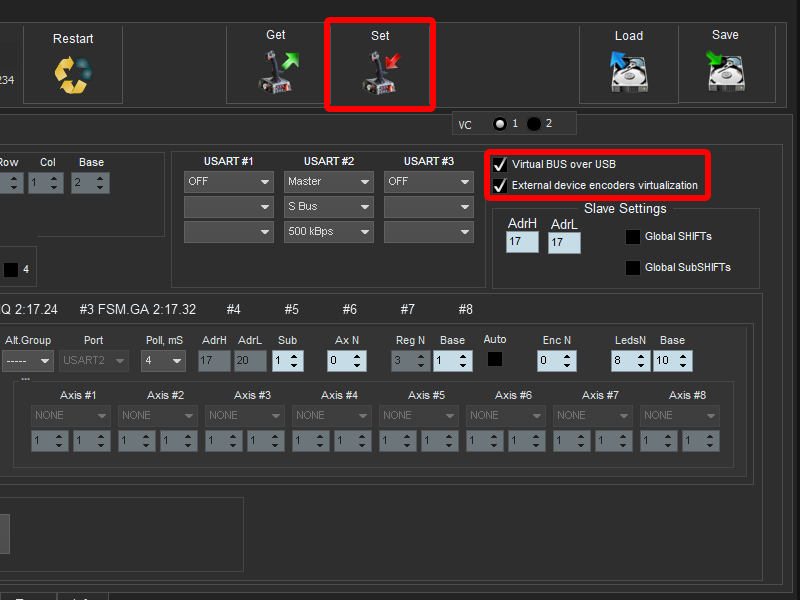 Restart
Get
Set
Load
Save
234
VC 1 2
Row Col Base
1 2
USART #1 USART #2 USART #3
OFF Master OFF
S Bus
500 kBps
Virtual BUS over USB
External device encoders virtualization
Slave Settings
AdrH AdrL
17 17
Global SHIFTs
Global SubSHIFTs
4
Q 2:17.24 #3 FSM.GA 2:17.32 #4 #5 #6 #7 #8
Alt.Group Port Poll, mS AdrH AdrL Sub Ax N Reg N Base Auto Enc N LedsN Base
----- USART2 4 17 20 1 0 3 1 0 8 10
Axis #1 Axis #2 Axis #3 Axis #4 Axis #5 Axis #6 Axis #7 Axis #8
NONE NONE NONE NONE NONE NONE NONE NONE
1 1 1 1 1 1 1 1 1 1 1 1 1 1 1 1